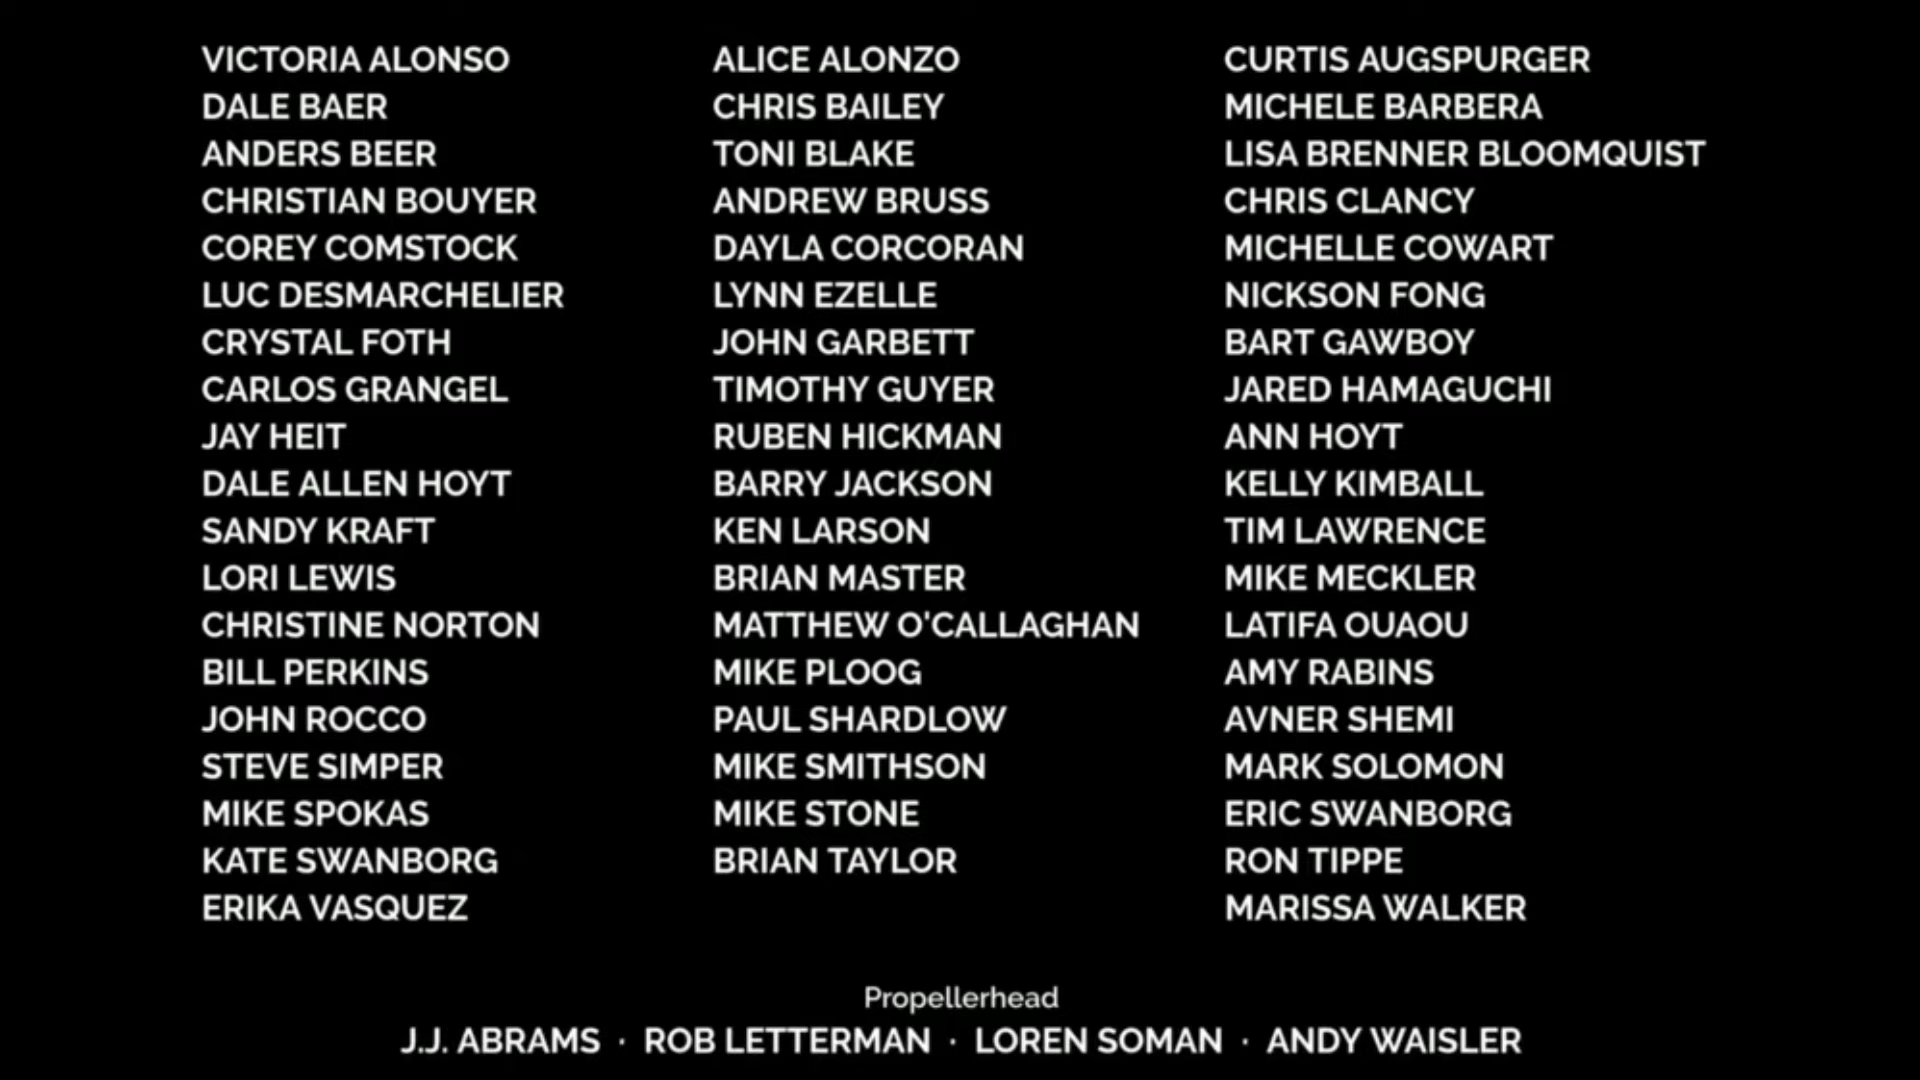 VICTORIA ALONSO ALICE ALONZO CURTIS AUGSPURGER
DALE BAER CHRIS BAILEY MICHELE BARBERA
ANDERS BEER TONI BLAKE LISA BRENNER BLOOMQUIST
CHRISTIAN BOUYER ANDREW BRUSS CHRIS CLANCY
COREY COMSTOCK DAYLA CORCORAN MICHELLE COWART
LUC DESMARCHELIER LYNN EZELLE NICKSON FONG
CRYSTAL FOTH JOHN GARBETT BART GAWBOY
CARLOS GRANGEL TIMOTHY GUYER JARED HAMAGUCHI
JAY HEIT RUBEN HICKMAN ANN HOYT
DALE ALLEN HOYT BARRY JACKSON KELLY KIMBALL
SANDY KRAFT KEN LARSON TIM LAWRENCE
LORI LEWIS BRIAN MASTER MIKE MECKLER
CHRISTINE NORTON MATTHEW O'CALLAGHAN LATIFA OUAOU
BILL PERKINS MIKE PLOOG AMY RABINS
JOHN ROCCO PAUL SHARDLOW AVNER SHEMI
STEVE SIMPER MIKE SMITHSON MARK SOLOMON
MIKE SPOKAS MIKE STONE ERIC SWANBORG
KATE SWANBORG BRIAN TAYLOR RON TIPPE
ERIKA VASQUEZ MARISSA WALKER
Propellerhead
J.J. ABRAMS · ROB LETTERMAN · LOREN SOMAN · ANDY WAISLER